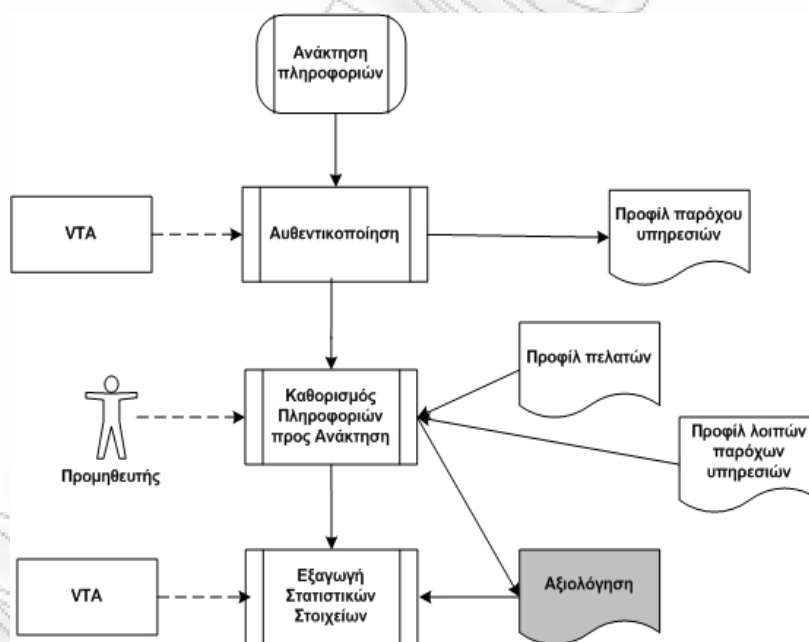 Ανάκτηση
πληροφοριών
VTA
Αυθεντικοποίηση
Προφίλ παρόχου
υπηρεσιών
Προφίλ πελατών
Καθορισμός
Πληροφοριών
προς Ανάκτηση
Προφίλ λοιπών
παρόχων
υπηρεσιών
Προμηθευτής
VTA
Εξαγωγή
Στατιστικών
Στοιχείων
Αξιολόγηση